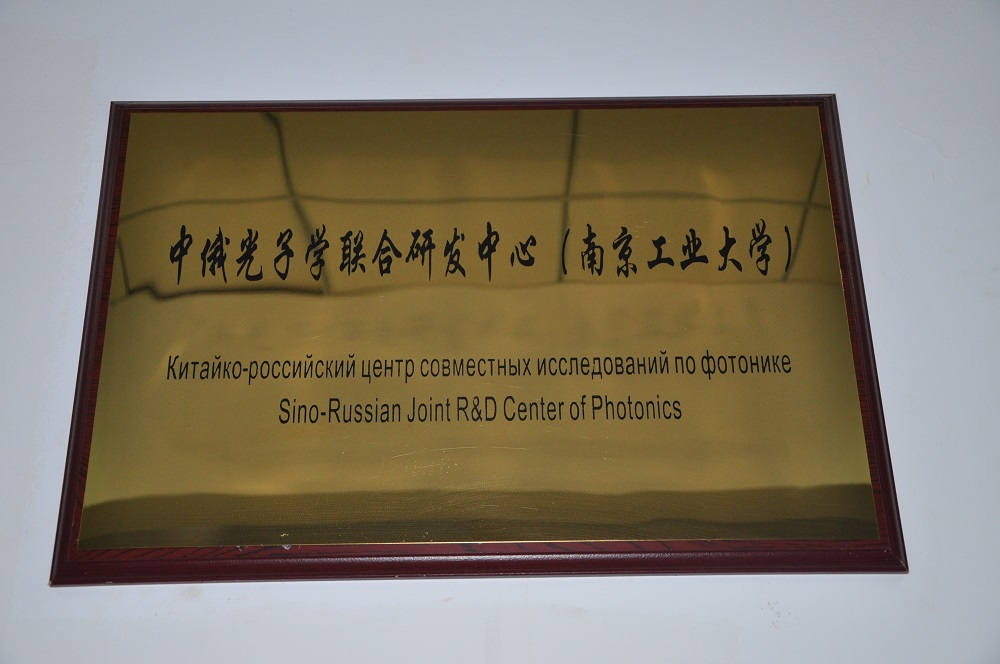 中俄光子学联合研发中心（南京工业大学）
Китайко-российский центр совместных исследований по фотонике
Sino-Russian Joint R&D Center of Photonics